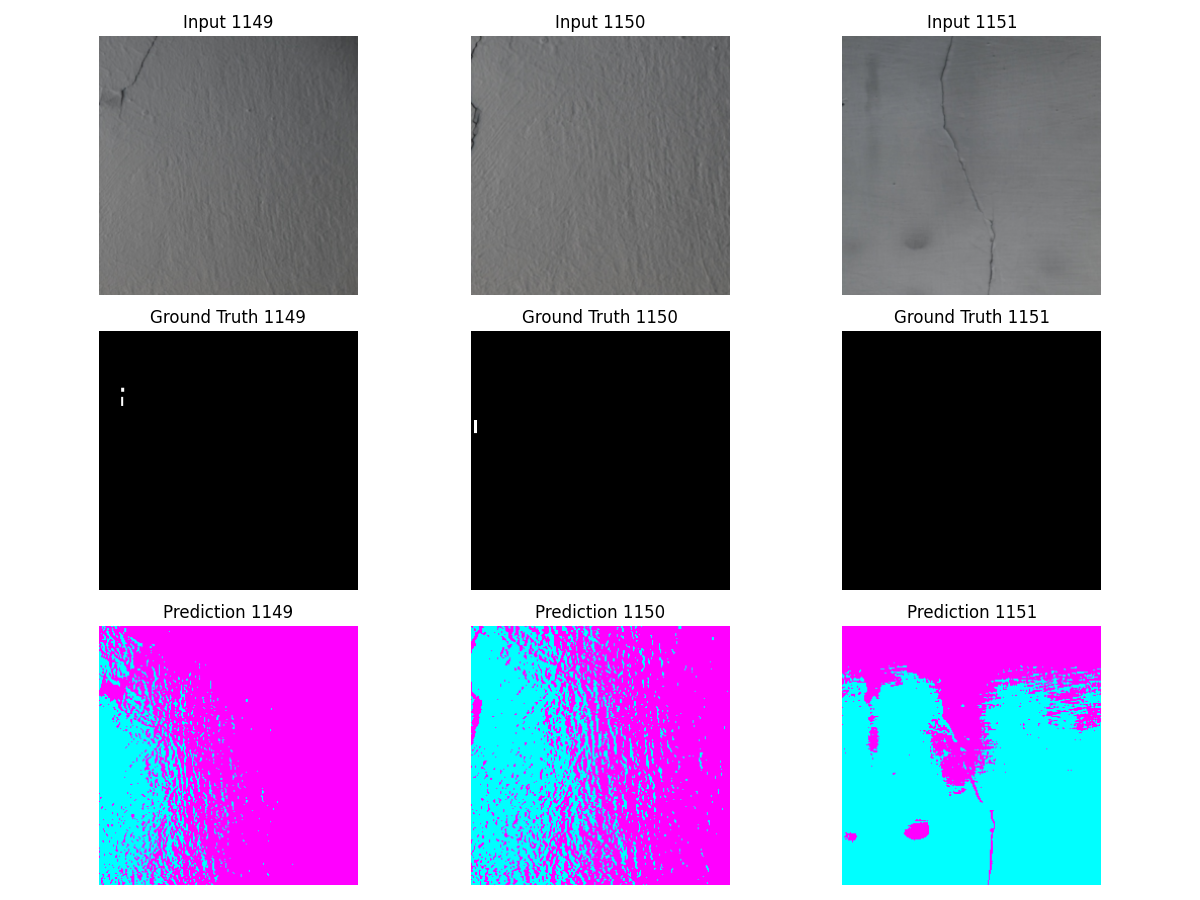 Input 1149
Input 1150
Input 1151
Ground Truth 1149
Ground Truth 1150
Ground Truth 1151
Prediction 1149
Prediction 1150
Prediction 1151